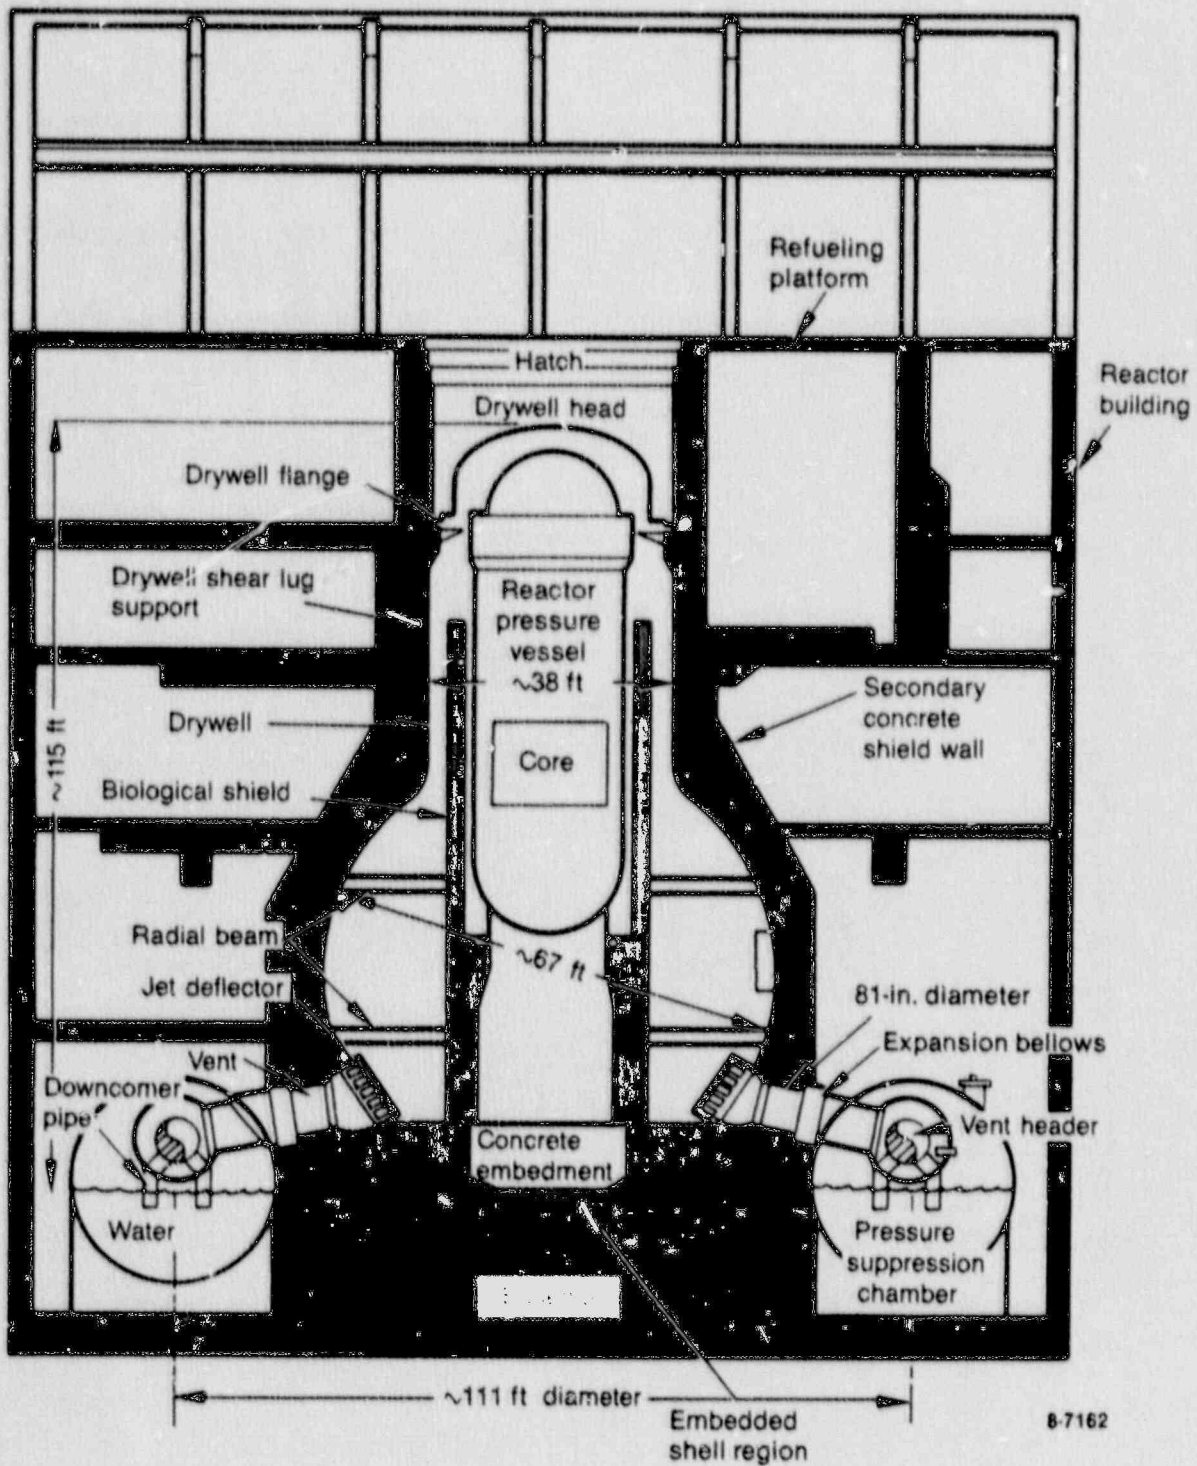 Refueling
platform
Hatch
Reactor
building
Drywell head
Drywell flange
Drywell shear lug
support
Reactor
pressure
vessel
~38 ft
Secondary
concrete
shield wall
Drywell
~115 ft
Core
Biological shield
Radial beam
~67 ft
Jet deflector
81-in. diameter
Expansion bellows
Vent
Downcomer
pipe
Vent header
Concrete
embedment
Water
Pressure
suppression
chamber
~111 ft diameter
Embedded
shell region
8-7162